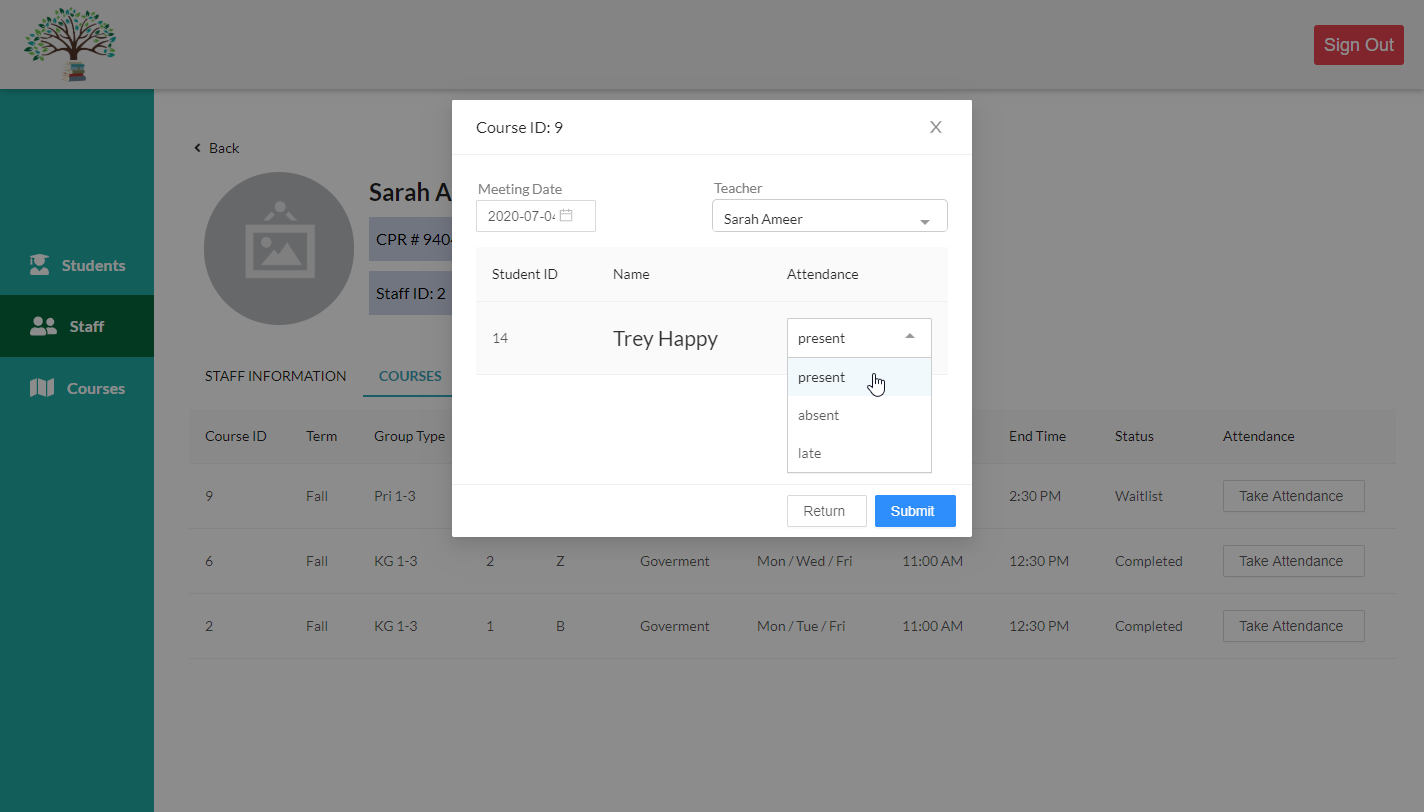 Sign Out
Course ID: 9
X
Back
Meeting Date
Teacher
Sarah A
2020-07-04
Sarah Ameer
CPR # 940
Student ID Name Attendance
Students
Staff ID: 2
Staff
14 Trey Happy present
present
STAFF INFORMATION COURSES
Courses
absent
Course ID Term Group Type End Time Status Attendance
late
9 Fall Pri 1-3 2:30 PM Waitlist Take Attendance
Return Submit
6 Fall KG 1-3 2 Z Goverment Mon / Wed / Fri 11:00 AM 12:30 PM Completed Take Attendance
2 Fall KG 1-3 1 B Goverment Mon / Tue / Fri 11:00 AM 12:30 PM Completed Take Attendance